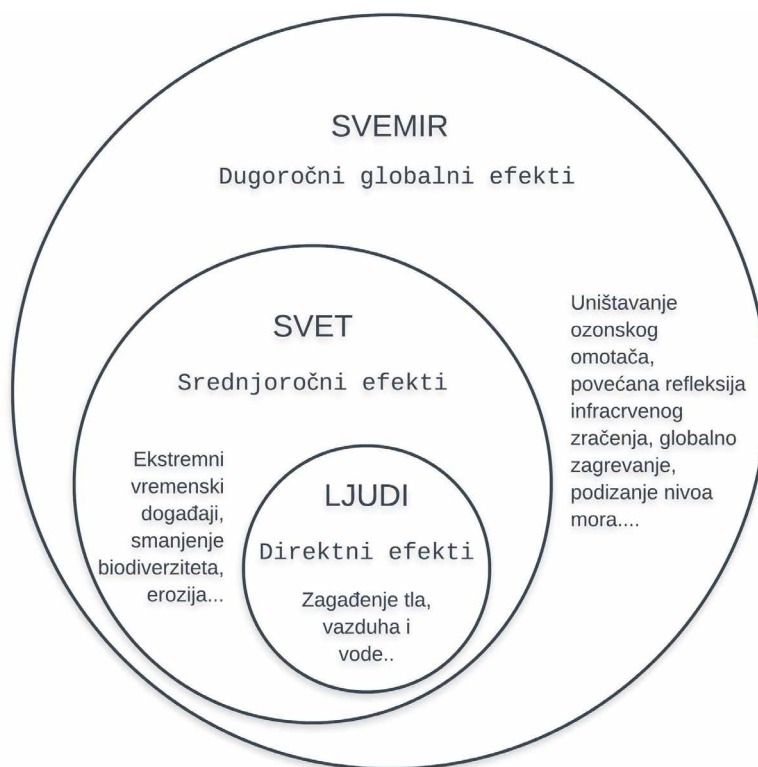 SVEMIR
Dugoročni globalni efekti
Uništavanje
ozonskog
omotača,
povećana refleksija
infracrvenog
zračenja, globalno
zagrevanje,
podizanje nivoa
mora....
SVET
Srednjoročni efekti
Ekstremni
vremenski
događaji,
smanjenje
biodiverziteta,
erozija...
LJUDI
Direktni efekti
Zagađenje tla,
vazduha i
vode..